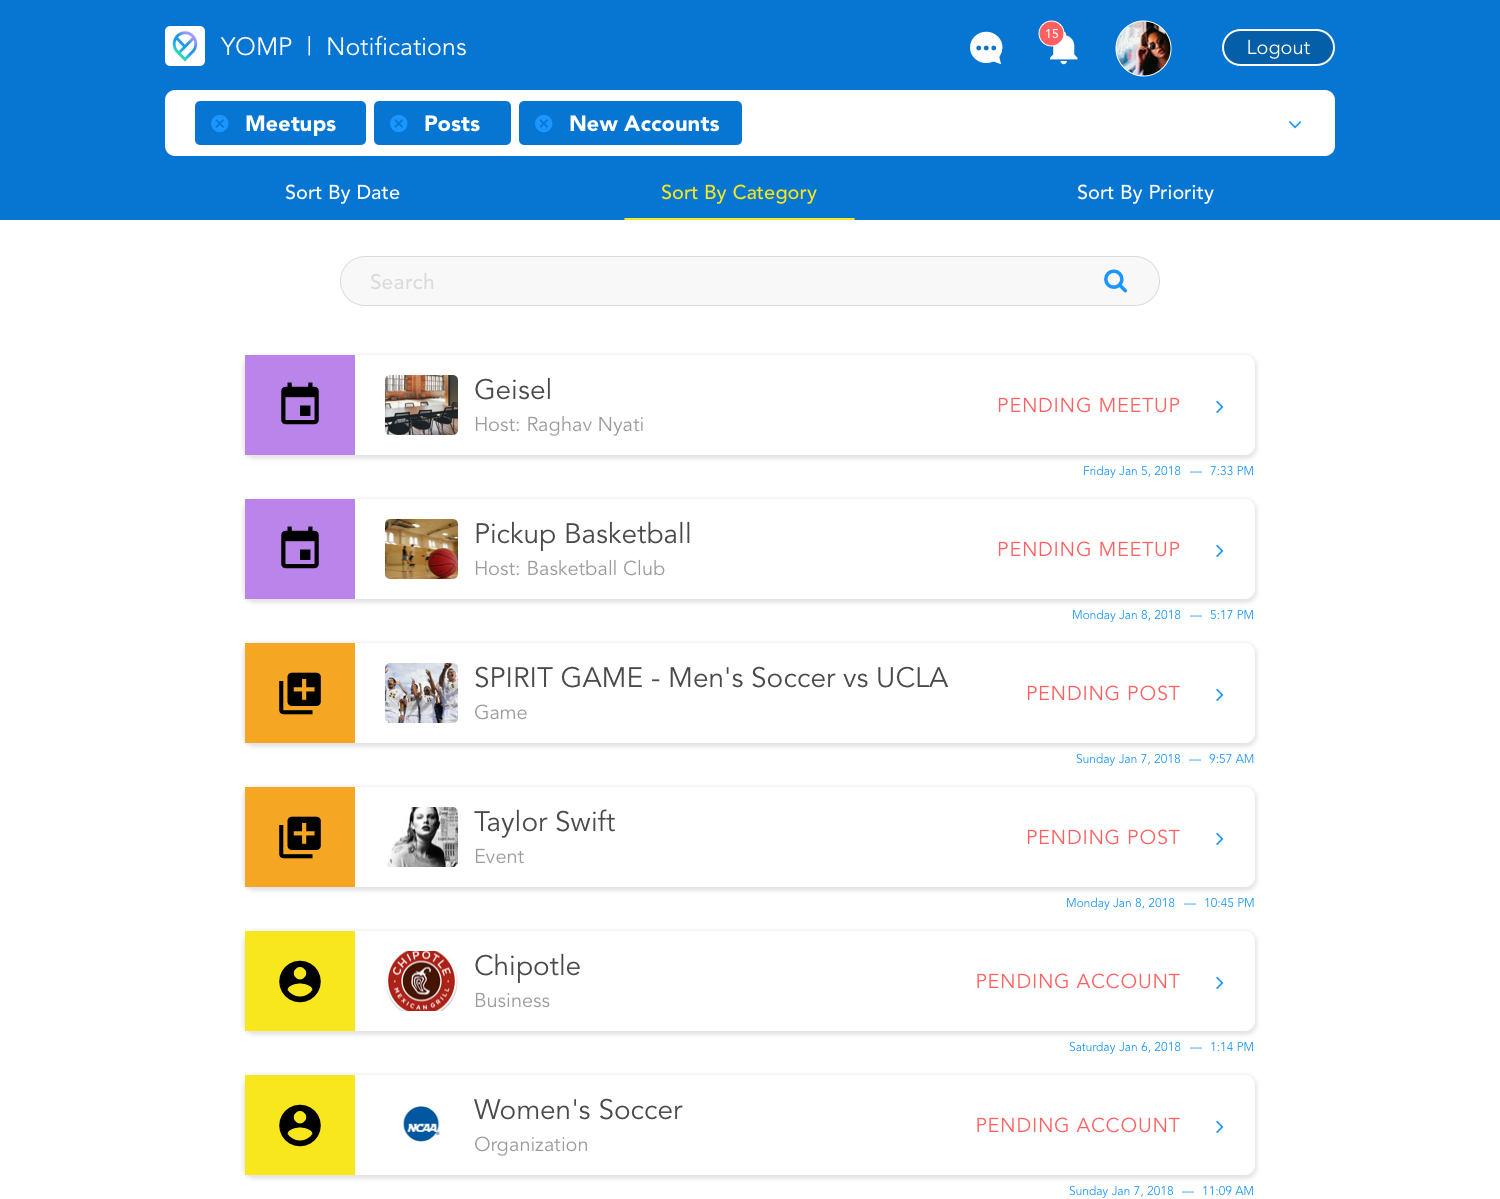 YOMP | Notifications
15
Logout
Meetups
Posts
New Accounts
Sort By Date
Sort By Category
Sort By Priority
Search
Geisel
Host: Raghav Nyati
PENDING MEETUP
Friday Jan 5, 2018 — 7:33 PM
Pickup Basketball
Host: Basketball Club
PENDING MEETUP
Monday Jan 8, 2018 — 5:17 PM
SPIRIT GAME - Men's Soccer vs UCLA
Game
PENDING POST
Sunday Jan 7, 2018 — 9:57 AM
Taylor Swift
Event
PENDING POST
Monday Jan 8, 2018 — 10:45 PM
CHIPOTLE
MEXICAN GRILL
Chipotle
Business
PENDING ACCOUNT
Saturday Jan 6, 2018 — 1:14 PM
NCAA
Women's Soccer
Organization
PENDING ACCOUNT
Sunday Jan 7, 2018 — 11:09 AM